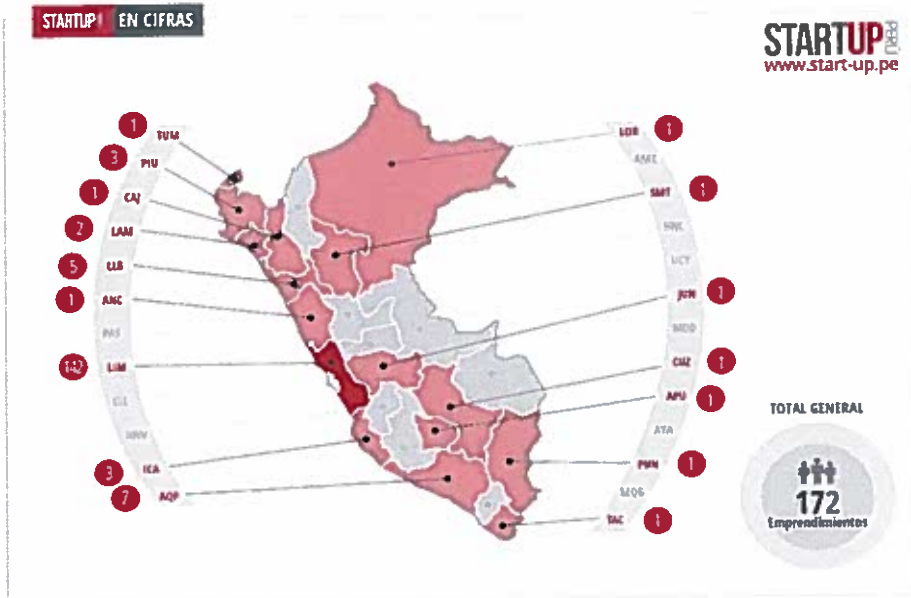 STARTUP EN CIFRAS
STARTUP PERÚ
www.start-up.pe
1 TUM
3 PIU
1 CAJ
2 LAM
5 LLB
1 ANC
PAS
142 LIM
ICA
3
7 AQP
LOR 1
AMZ
SMT 1
HNC
UCY
JUN 1
MDD
CUZ 1
APU 1
AYA
PUN 1
MQG
TAC 1
TOTAL GENERAL
172
Emprendimientos